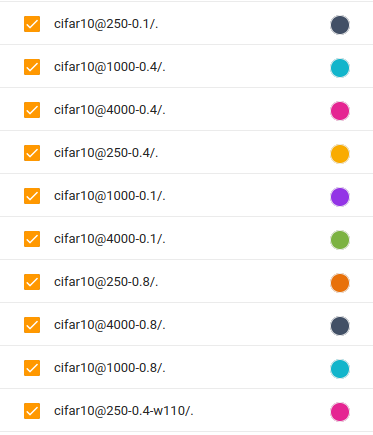 cifar10@250-0.1/.
cifar10@1000-0.4/.
cifar10@4000-0.4/.
cifar10@250-0.4/.
cifar10@1000-0.1/.
cifar10@4000-0.1/.
cifar10@250-0.8/.
cifar10@4000-0.8/.
cifar10@1000-0.8/.
cifar10@250-0.4-w110/.